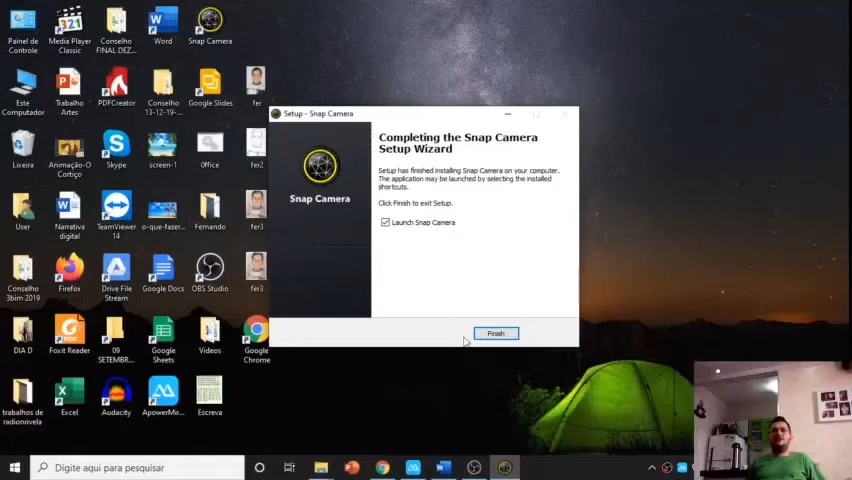 Painel de
Controle
Media Player
Classic
Conselho
FINAL DEZ...
Word
Snap Camera
Este
Computador
Trabalho
Artes
PDFCreator
Conselho
13-12-19-...
Google Slides
fer
Lixeira
Animação-O
Cortiço
Skype
screen-1
Office
fer2
User
Narrativa
digital
TeamViewer
14
o-que-fazer...
Fernando
fer3
Conselho
3bim 2019
Firefox
Drive File
Stream
Google Docs
OBS Studio
fer3
DIA D
Foxit Reader
09
SETEMBR...
Google
Sheets
Videos
Google
Chrome
trabalhos de
radionovela
Excel
Audacity
ApowerMir...
Escreva
Setup - Snap Camera
Snap Camera
Completing the Snap Camera
Setup Wizard
Setup has finished installing Snap Camera on your computer.
The application may be launched by selecting the installed
shortcuts.
Click Finish to exit Setup.
Launch Snap Camera
Finish
Digite aqui para pesquisar